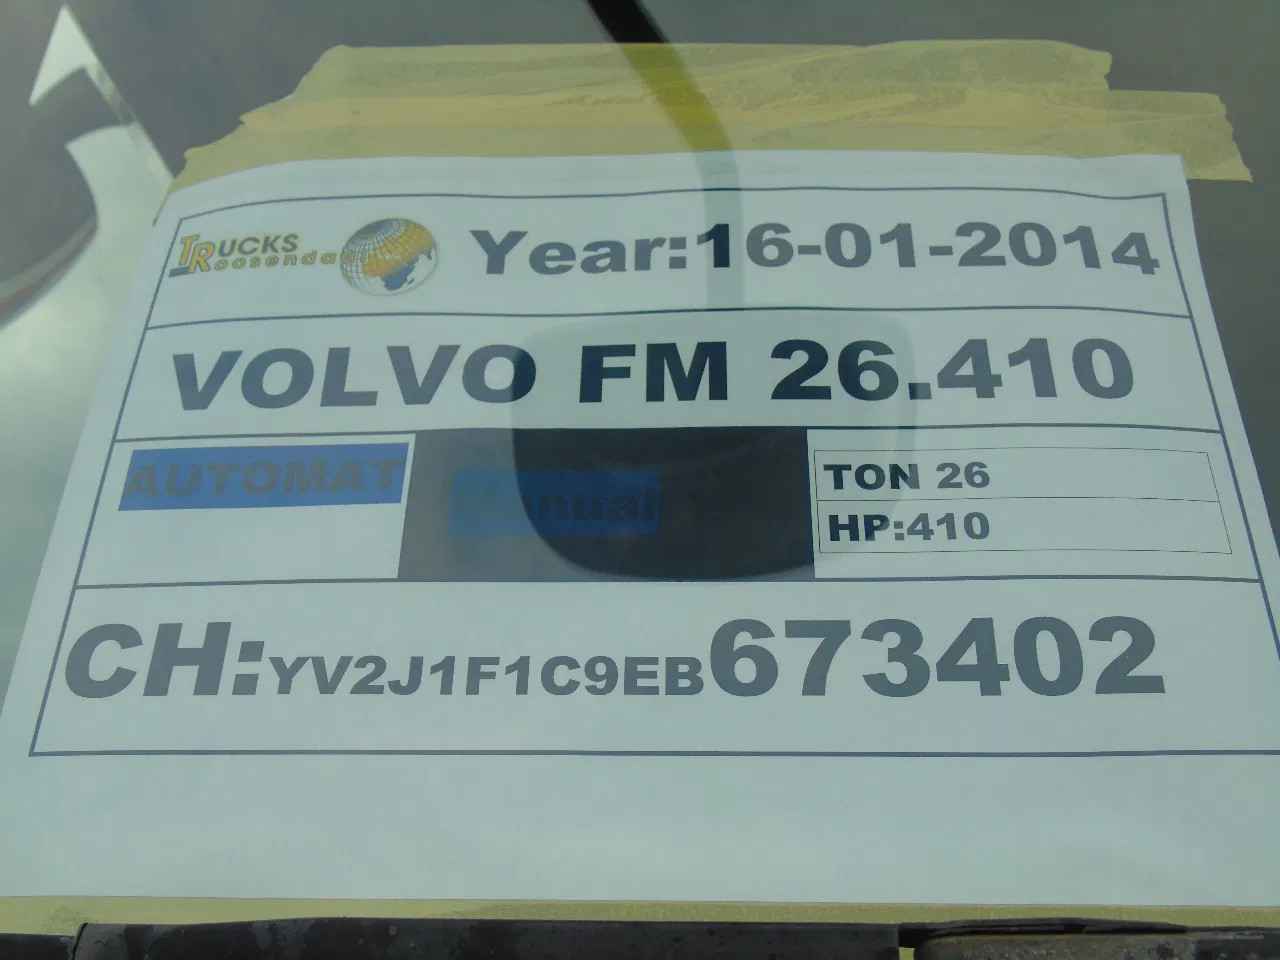 TRUCKS
Roosendaal
Year:16-01-2014
VOLVO FM 26.410
AUTOMAT
TON 26
HP:410
CH:YV2J1F1C9EB673402